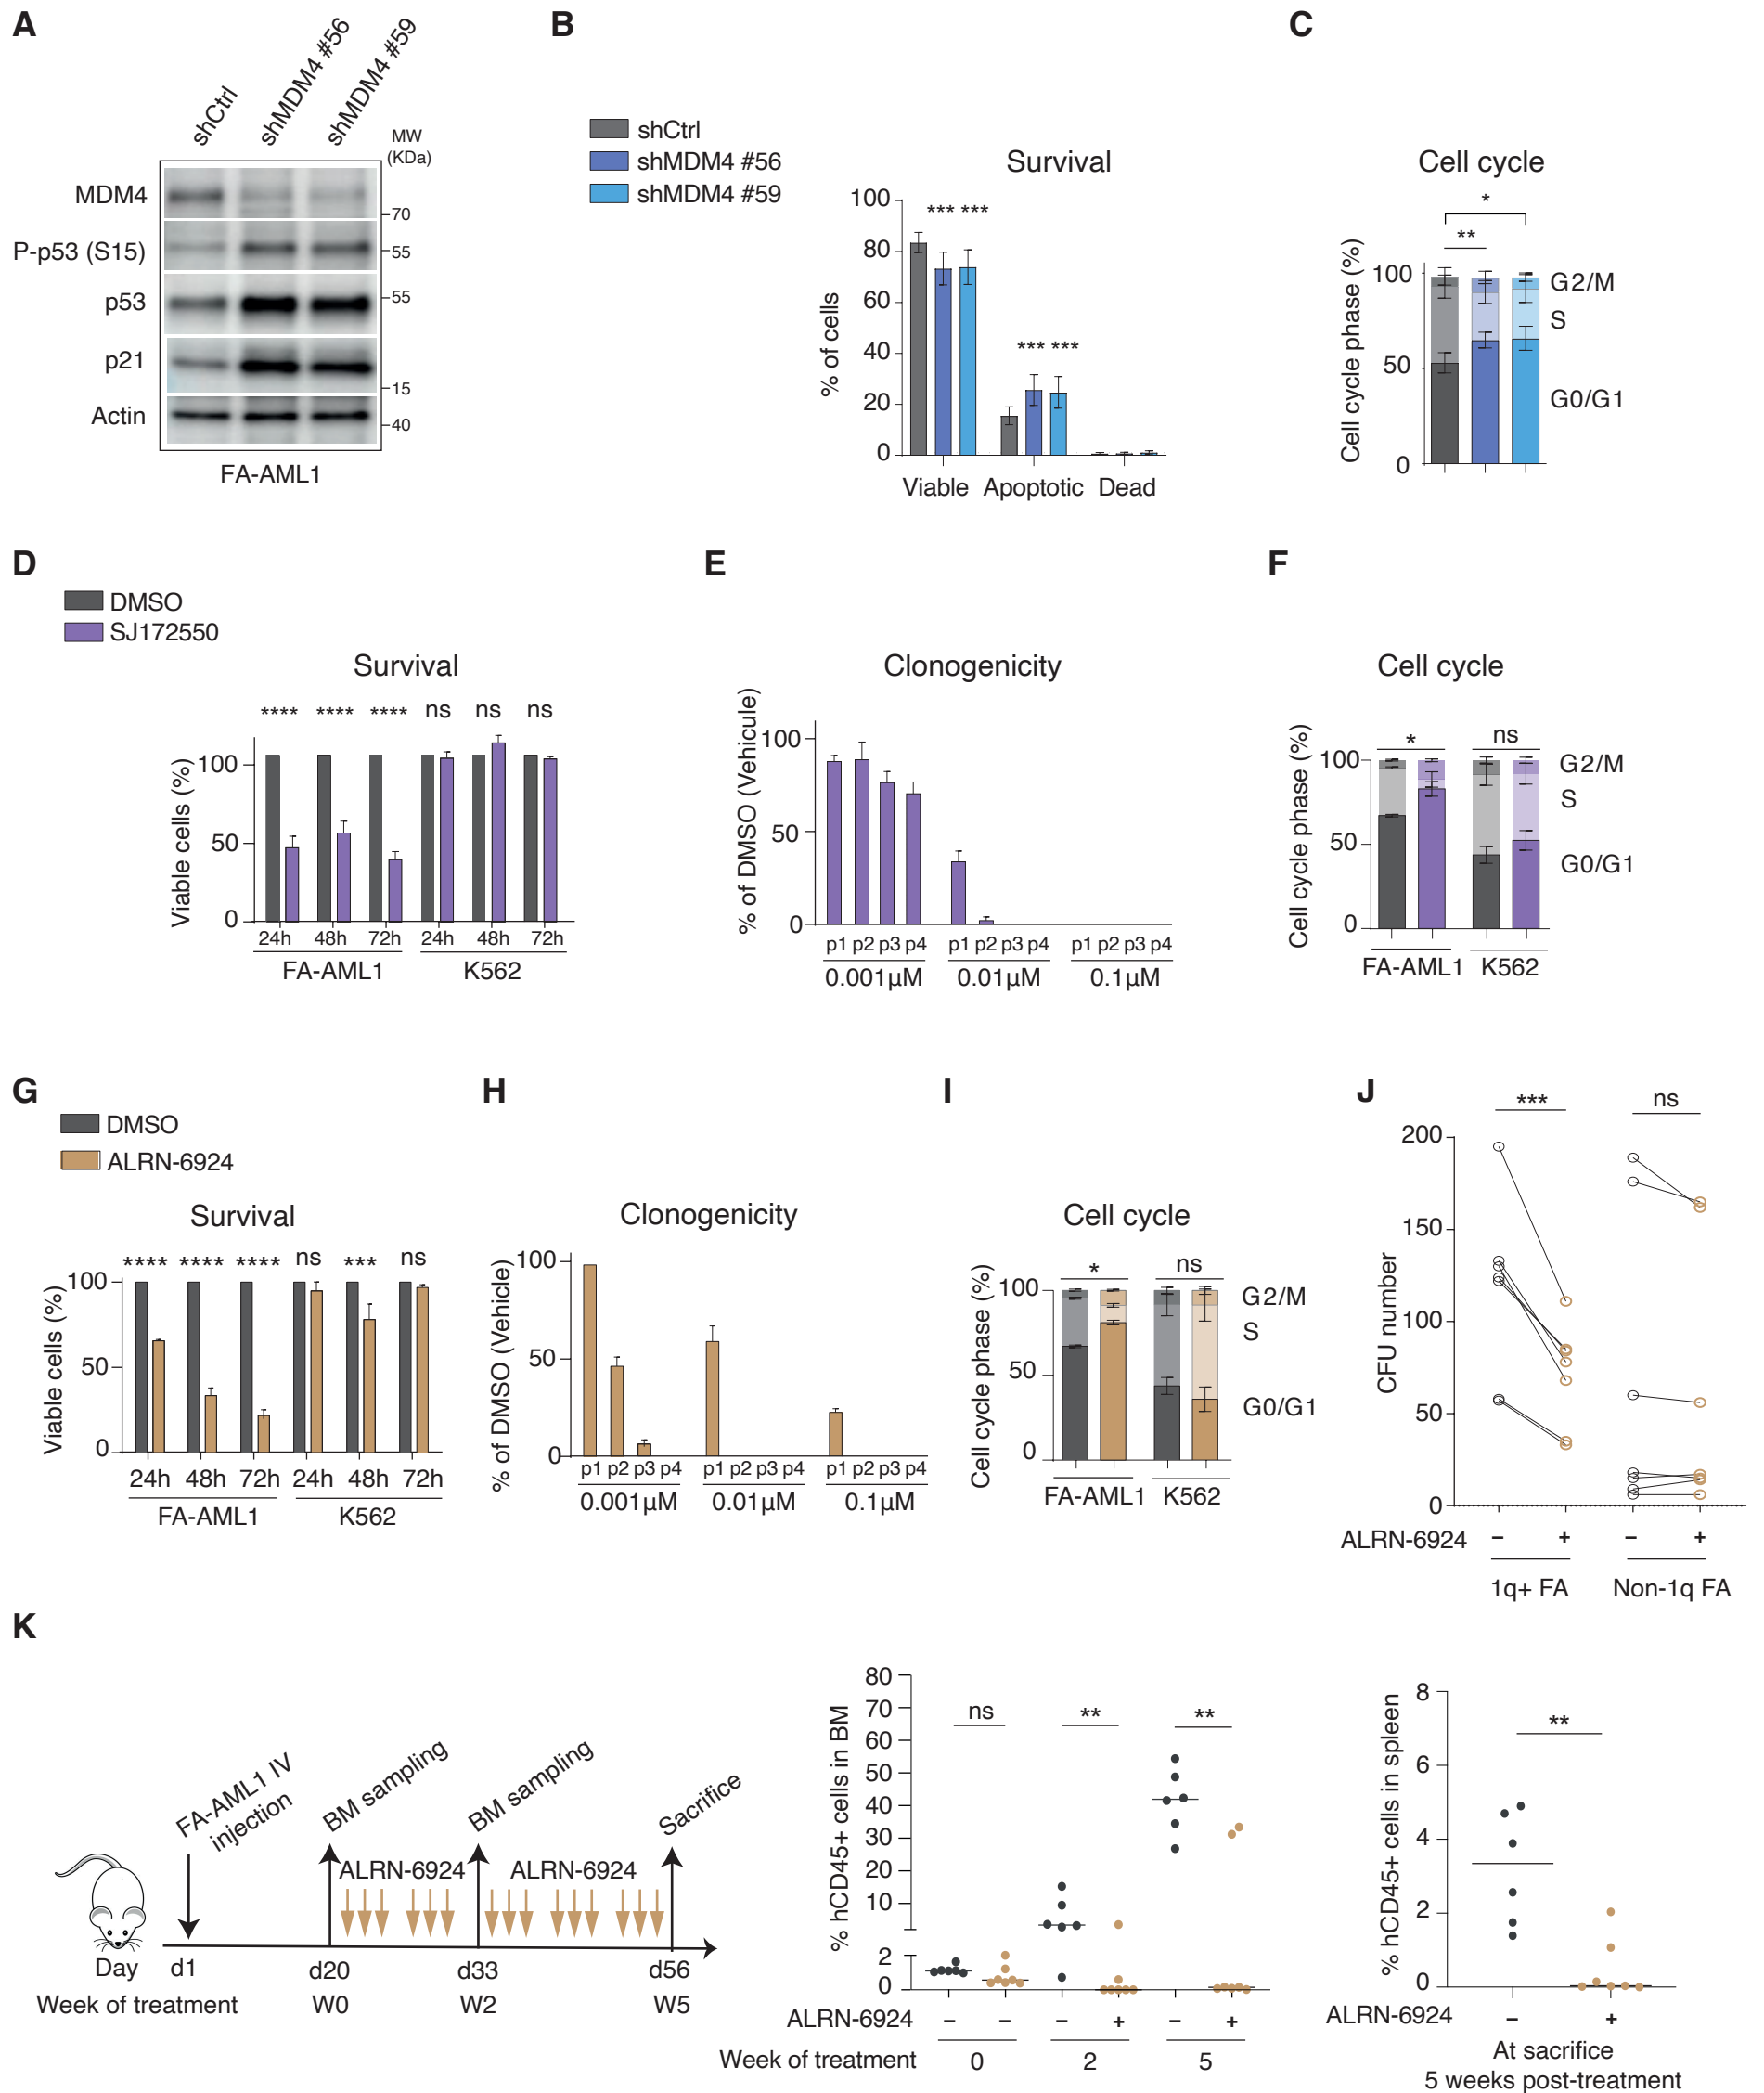 A
shCtrl
shMDM4 #56
shMDM4 #59
MW
(KDa)
MDM4
70
P-p53 (S15)
55
p53
55
p21
15
Actin
40
FA-AML1
B
shCtrl
shMDM4 #56
shMDM4 #59
Survival
% of cells
100
80
60
40
20
0
*** ***
*** ***
Viable Apoptotic Dead
C
Cell cycle
*
**
Cell cycle phase (%)
100
50
0
G2/M
S
G0/G1
D
DMSO
SJ172550
Survival
**** **** **** ns ns ns
Viable cells (%)
100
50
0
24h 48h 72h 24h 48h 72h
FA-AML1 K562
E
Clonogenicity
% of DMSO (Vehicule)
100
50
0
p1 p2 p3 p4 p1 p2 p3 p4 p1 p2 p3 p4
0.001µM 0.01µM 0.1µM
F
Cell cycle
* ns
Cell cycle phase (%)
100
50
0
G2/M
S
G0/G1
FA-AML1 K562
G
DMSO
ALRN-6924
Survival
**** **** **** ns *** ns
Viable cells (%)
100
50
0
24h 48h 72h 24h 48h 72h
FA-AML1 K562
H
Clonogenicity
% of DMSO (Vehicle)
100
50
0
p1 p2 p3 p4 p1 p2 p3 p4 p1 p2 p3 p4
0.001µM 0.01µM 0.1µM
I
Cell cycle
* ns
Cell cycle phase (%)
100
50
0
G2/M
S
G0/G1
FA-AML1 K562
J
*** ns
CFU number
200
150
100
50
0
ALRN-6924 – + – +
1q+ FA Non-1q FA
K
FA-AML1 IV
injection
BM sampling
BM sampling
Sacrifice
ALRN-6924 ALRN-6924
Day d1 d20 d33 d56
Week of treatment W0 W2 W5
% hCD45+ cells in BM
80
70
60
50
40
30
20
10
2
0
ns ** **
ALRN-6924 – – – + – +
Week of treatment 0 2 5
% hCD45+ cells in spleen
8
6
4
2
0
**
ALRN-6924 – +
At sacrifice
5 weeks post-treatment